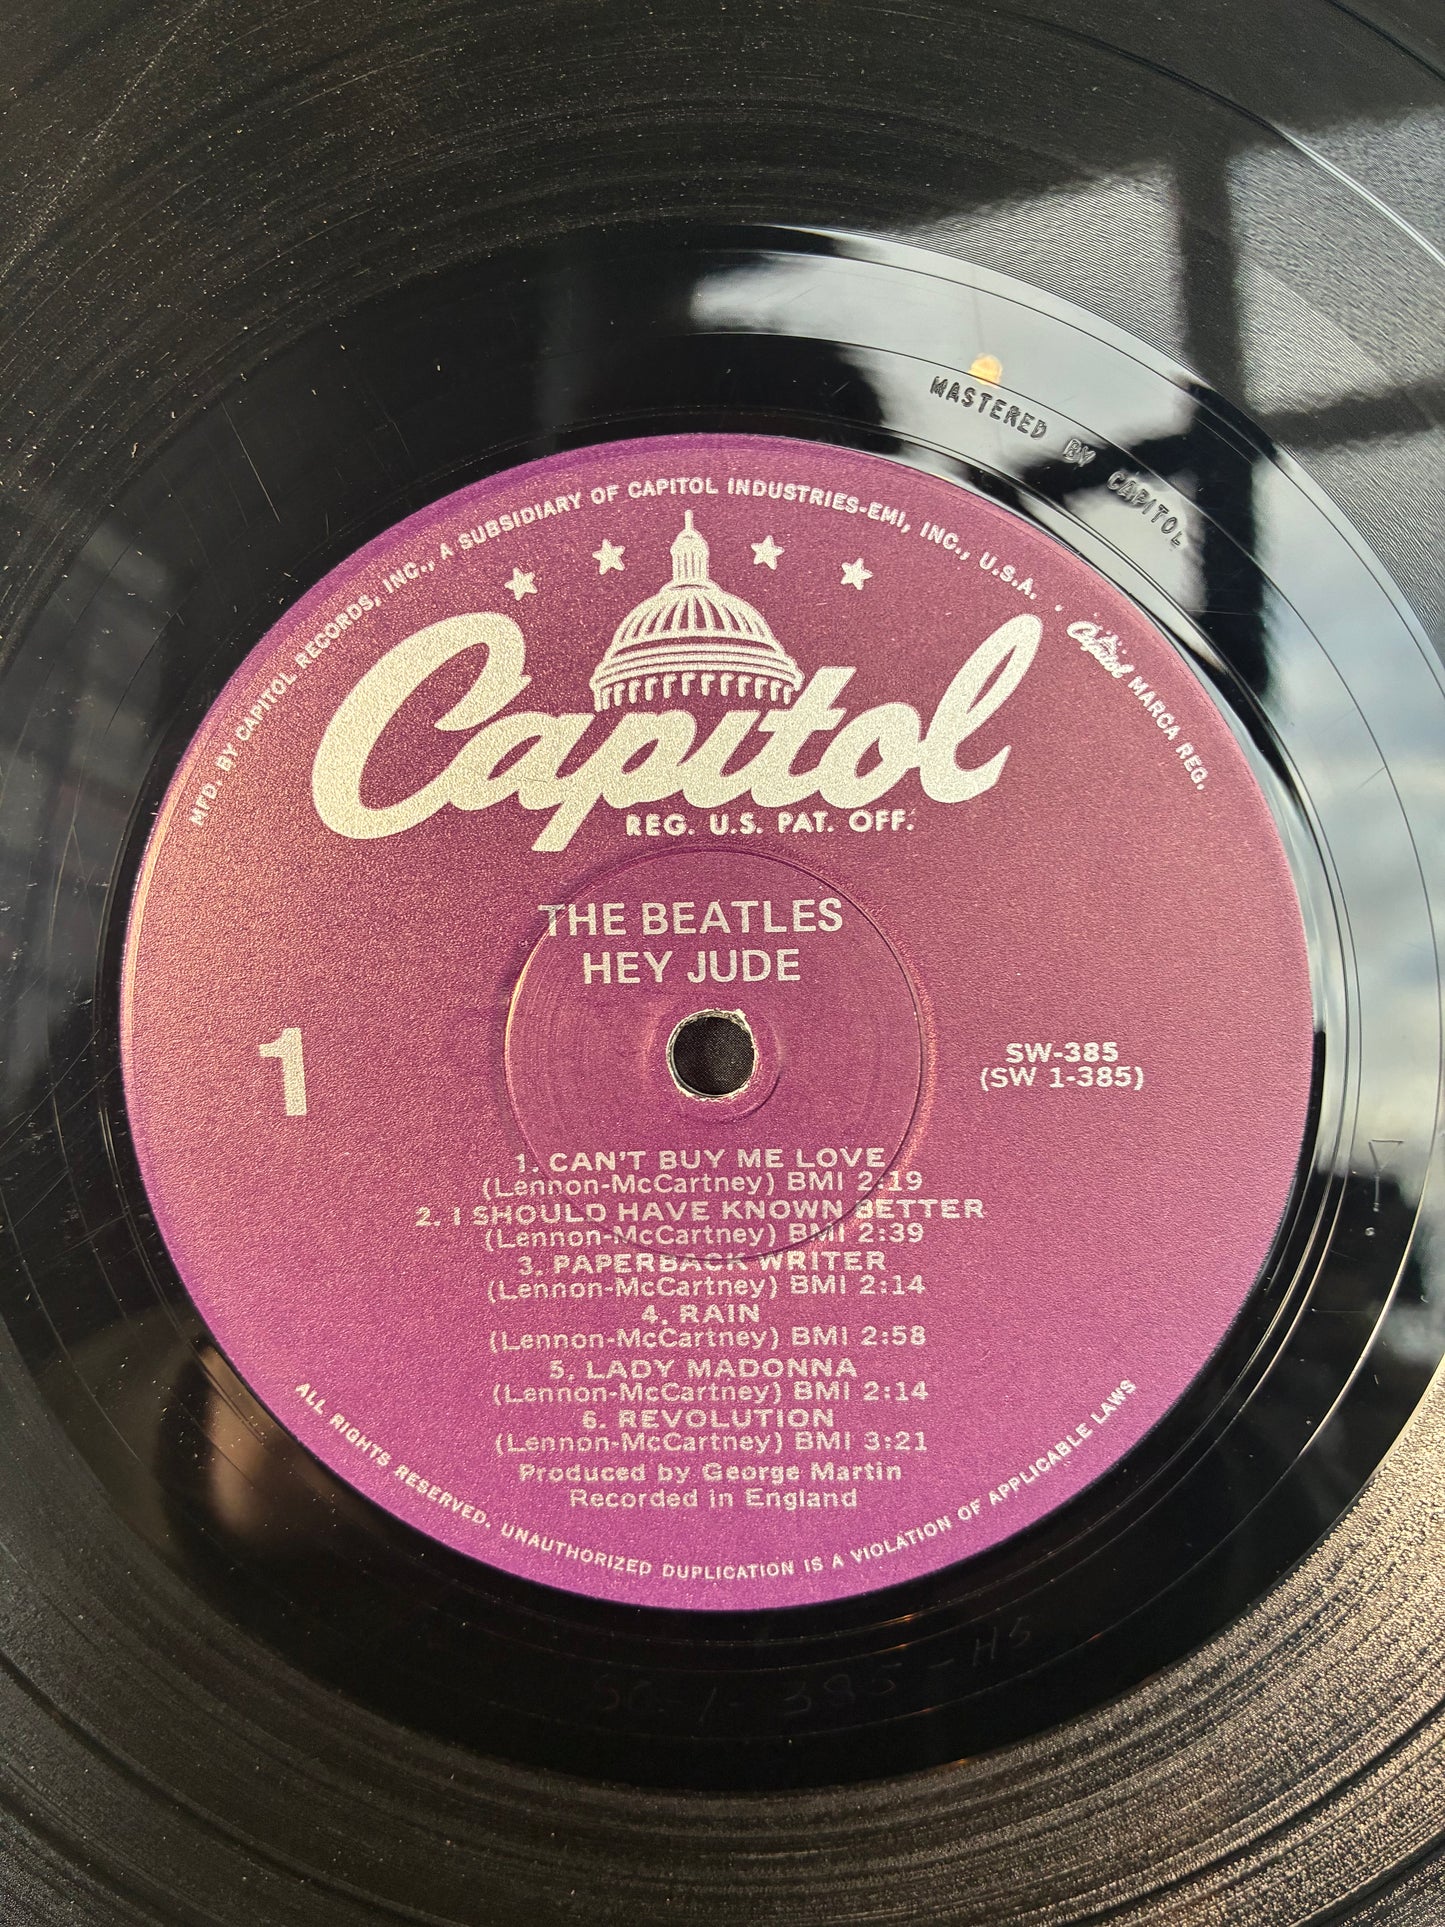 MASTERED BY CAPITOL
MFD. BY CAPITOL RECORDS, INC., A SUBSIDIARY OF CAPITOL INDUSTRIES-EMI, INC., U.S.A. . Capitol MARCA REG.
Capitol
REG. U.S. PAT. OFF.
THE BEATLES
HEY JUDE
1
SW-385
(SW 1-385)
1. CAN'T BUY ME LOVE
(Lennon-McCartney) BMI 2:19
2. I SHOULD HAVE KNOWN BETTER
(Lennon-McCartney) BMI 2:39
3. PAPERBACK WRITER
(Lennon-McCartney) BMI 2:14
4. RAIN
(Lennon-McCartney) BMI 2:58
5. LADY MADONNA
(Lennon-McCartney) BMI 2:14
6. REVOLUTION
(Lennon-McCartney) BMI 3:21
Produced by George Martin
Recorded in England
ALL RIGHTS RESERVED. UNAUTHORIZED DUPLICATION IS A VIOLATION OF APPLICABLE LAWS